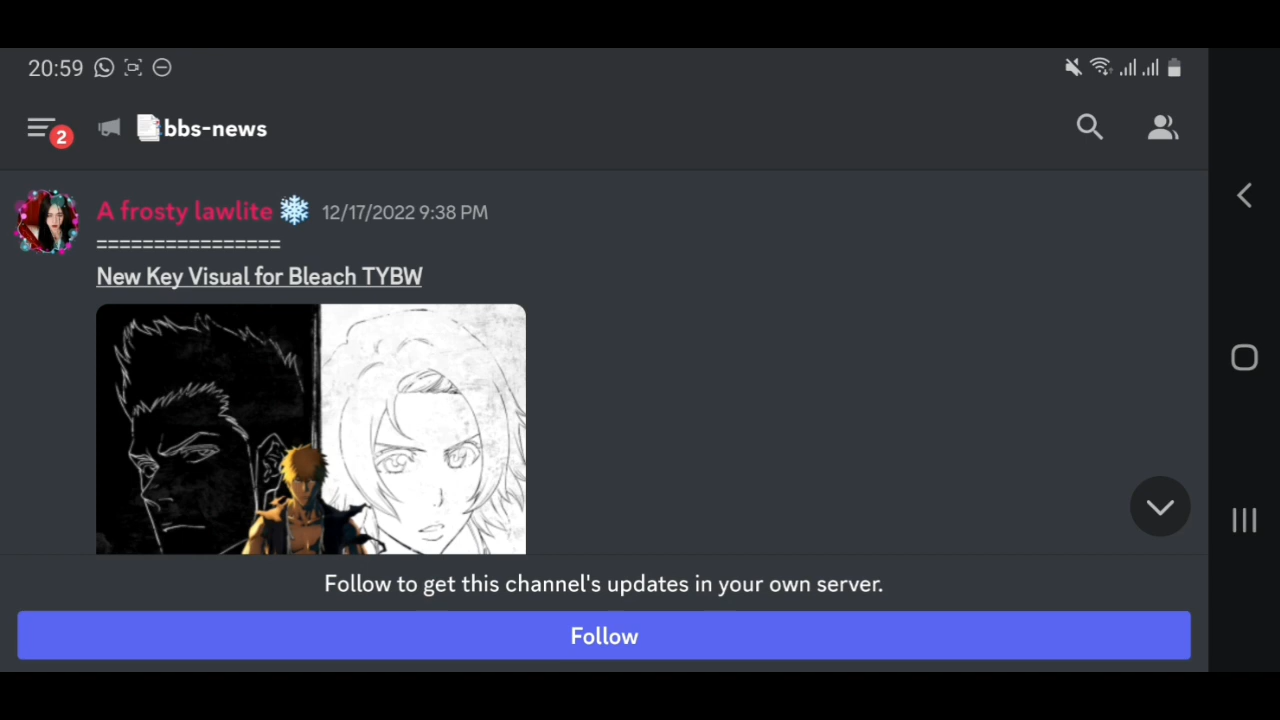 20:59
2
bbs-news
A frosty lawlite 12/17/2022 9:38 PM
================
New Key Visual for Bleach TYBW
Follow to get this channel's updates in your own server.
Follow